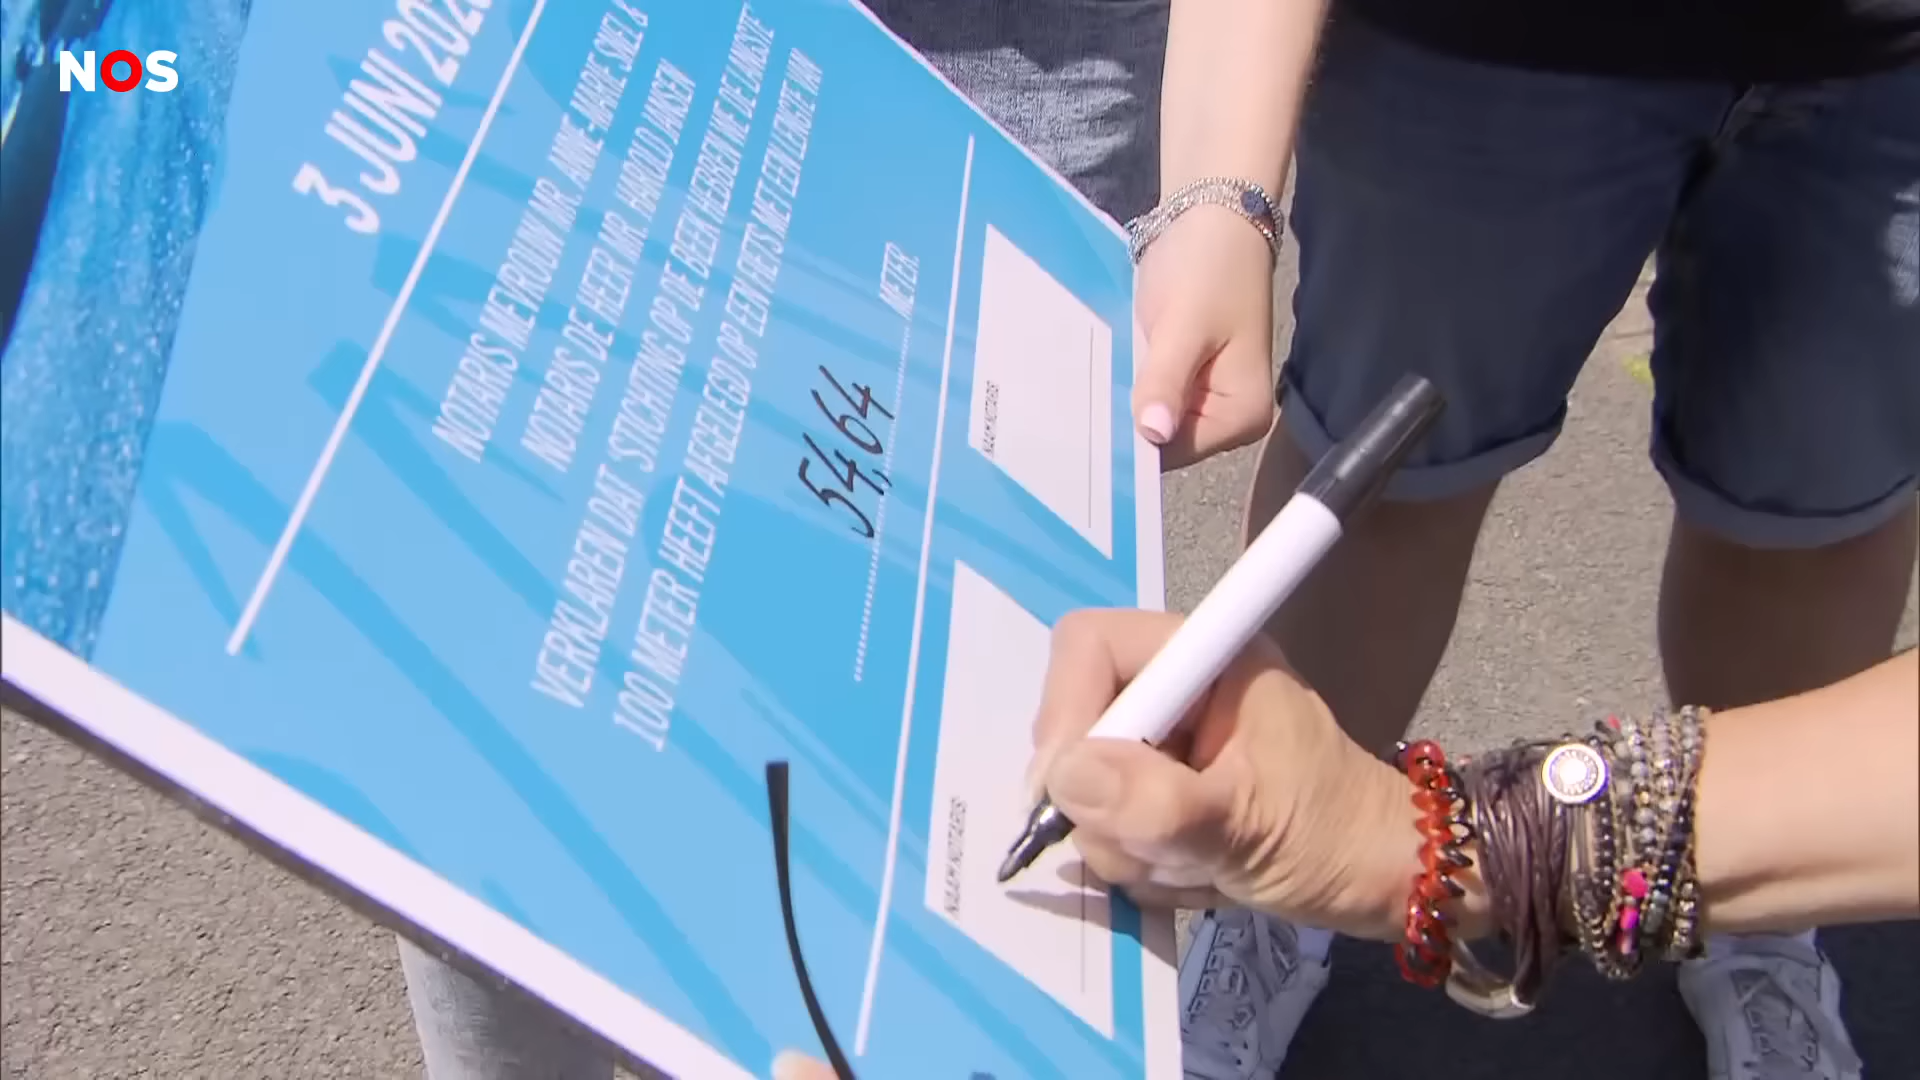 NOS
3 JUNI 202
NOTARIS MEVROUW MR. ANNE-MARIE SNEL &
NOTARIS DE HEER MR. HAROLD JANSEN
VERKLAREN DAT 'STICHTING OP DE BEEK HEBBEN WE DE LANGSTE'
100 METER HEEFT AFGELEGD OP EEN FIETS MET EEN LENGTE VAN
54,64 METER.
NAAM NOTARIS
NAAM NOTARIS